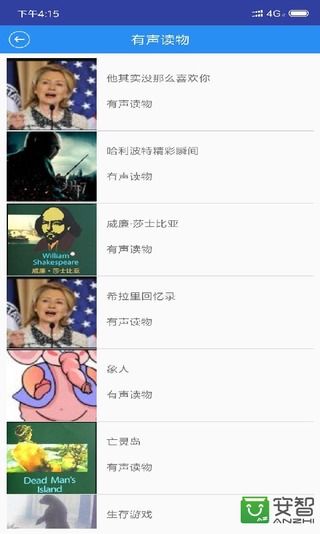 下午4:15
4G
有声读物
他其实没那么喜欢你
有声读物
哈利波特精彩瞬间
有声读物
William
Shakespeare
威廉·莎士比亚
威廉·莎士比亚
有声读物
希拉里回忆录
有声读物
象人
有声读物
Dead Man's
Island
亡灵岛
有声读物
生存游戏
安智
ANZHI